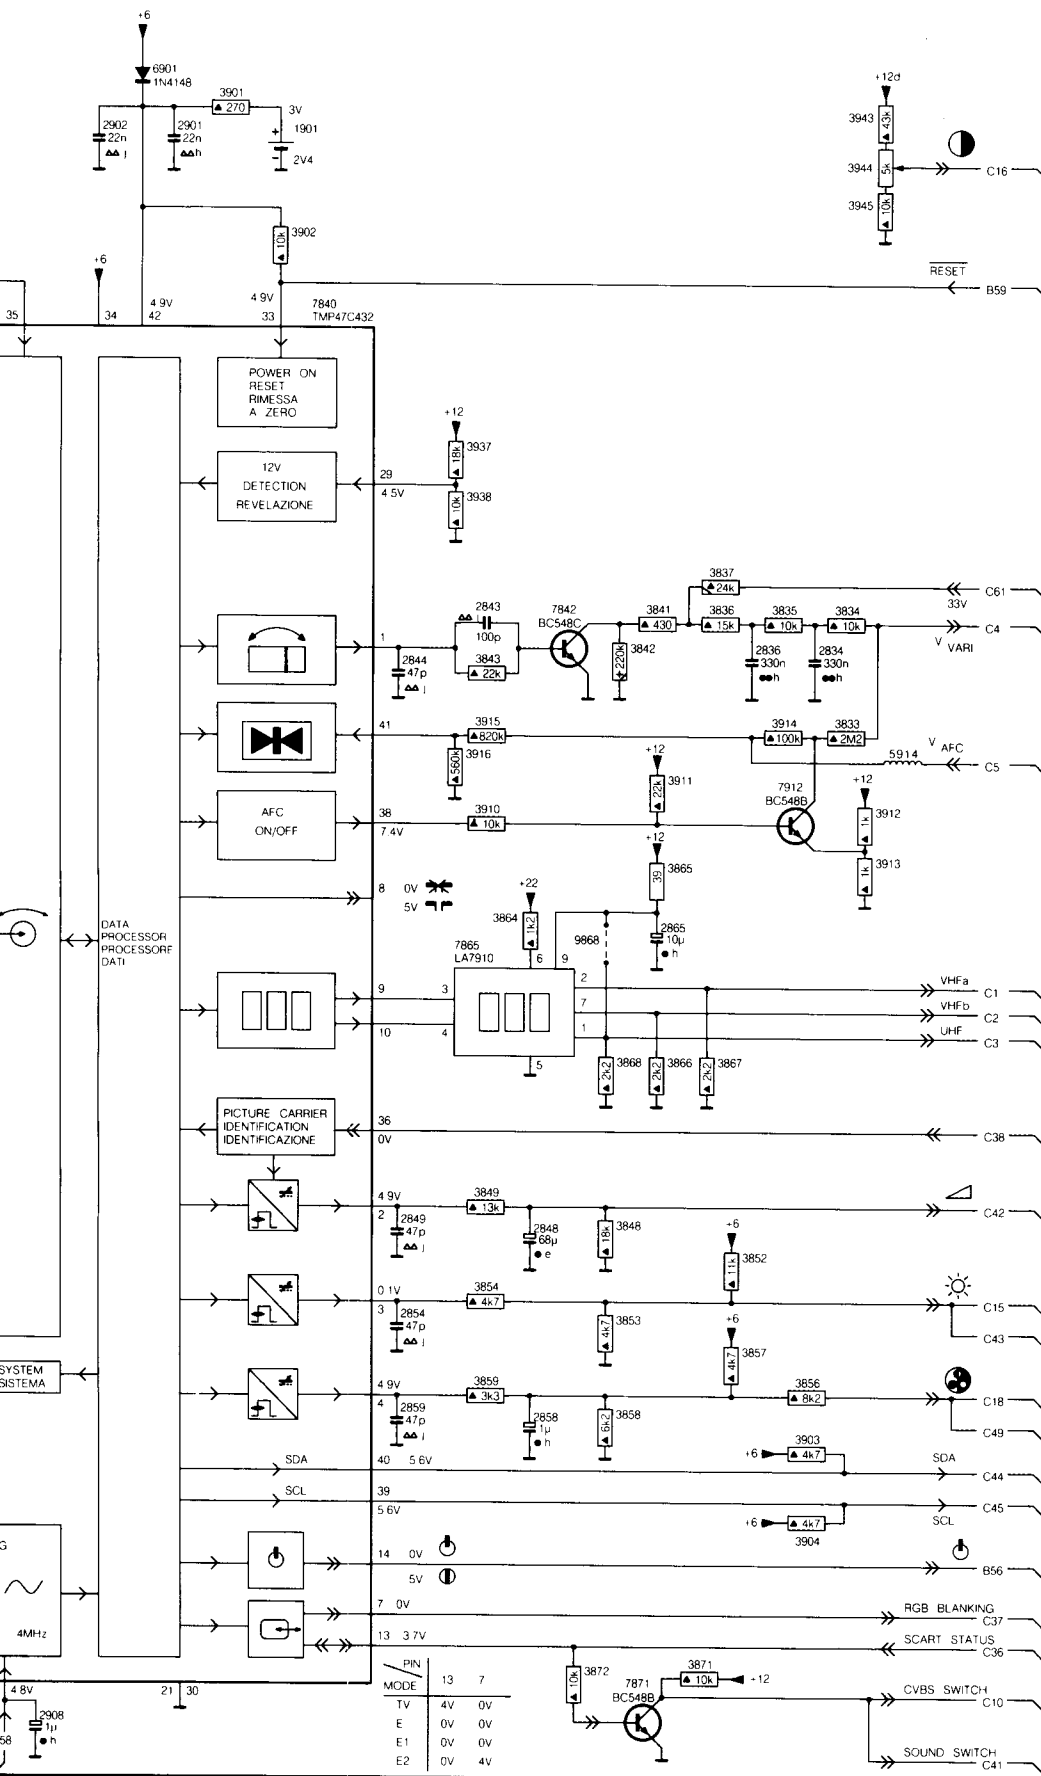 +6
6901
1N4148
3901
270
3V
2902
22n
j
2901
22n
h
+
1901
-
2V4
+12d
3943
43k
3944
5k
C16
3945
10k
3902
10k
+6
RESET
B59
35
34
4.9V
42
4.9V
33
7840
TMP47C432
POWER ON
RESET
RIMESSA
A ZERO
+12
3937
18k
12V
DETECTION
REVELAZIONE
29
4.5V
3938
10k
3837
24k
C61
33V
2843
100p
j
7842
BC548C
3841
430
3836
15k
3835
10k
3834
10k
C4
V VARI
1
2844
47p
j
3843
22k
3842
220k
2836
330n
h
2834
330n
h
41
3915
820k
3916
560k
3914
100k
3833
2M2
5914
V AFC
C5
+12
3911
22k
7912
BC548B
+12
3912
1k
3913
1k
AFC
ON/OFF
38
7.4V
3910
10k
+12
3865
39
8
0V
5V
+22
3864
1k2
9868
2865
10µ
h
DATA
PROCESSOR
PROCESSORE
DATI
7865
LA7910
6
9
9
3
2
VHFa
C1
7
VHFb
C2
10
4
1
UHF
C3
5
3868
2k2
3866
2k2
3867
2k2
PICTURE CARRIER
IDENTIFICATION
IDENTIFICAZIONE
36
0V
C38
4.9V
2
2849
47p
j
3849
13k
2848
68µ
e
3848
18k
C42
+6
3852
11k
0.1V
3
2854
47p
j
3854
4k7
3853
4k7
C15
C43
+6
3857
4k7
SYSTEM
SISTEMA
4.9V
4
2859
47p
j
3859
3k3
2858
1µ
h
3858
6k2
3856
8k2
C18
C49
3903
+6
4k7
SDA
40
5.6V
SDA
C44
SCL
39
5.6V
C45
SCL
+6
4k7
3904
G
4MHz
14
0V
5V
B56
7
0V
RGB BLANKING
C37
13
3.7V
SCART STATUS
C36
4.8V
21
30
2908
1µ
h
58
PIN
MODE
13
7
TV 4V 0V
E 0V 0V
E1 0V 0V
E2 0V 4V
3872
10k
7871
BC548B
3871
10k
+12
CVBS SWITCH
C10
SOUND SWITCH
C41